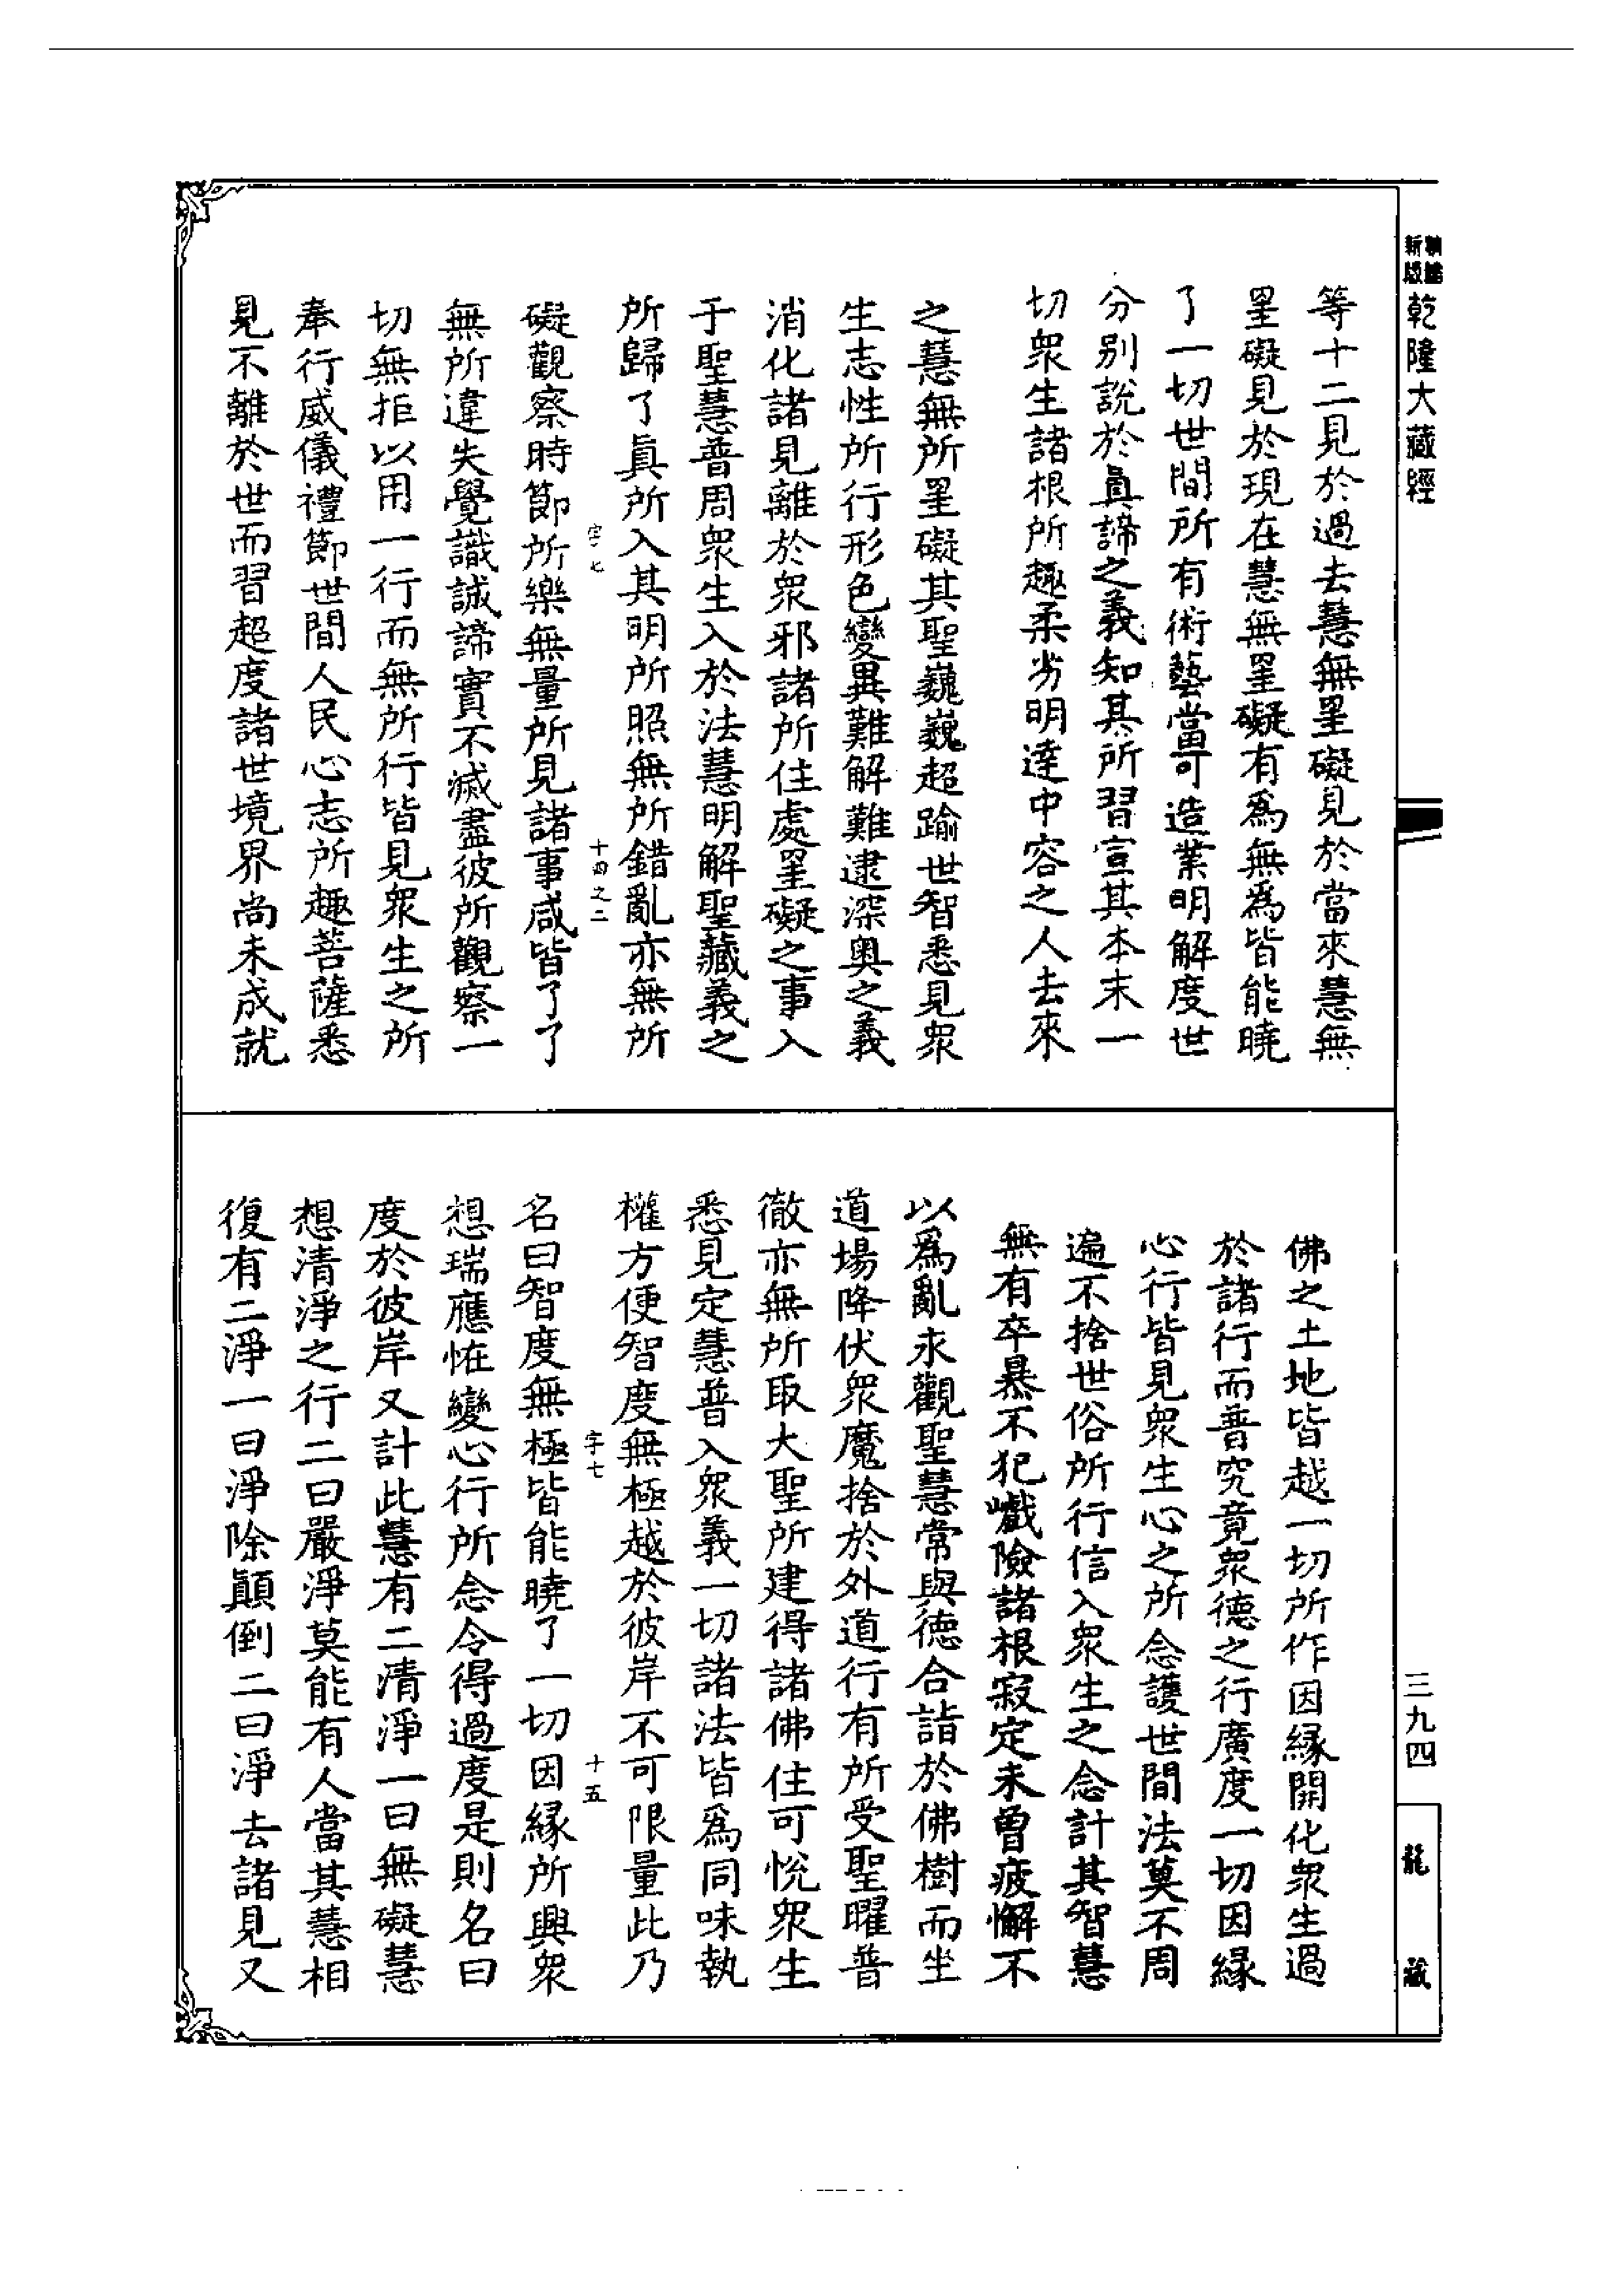 新版
乾隆大藏經
等十二見於過去慧無罣礙見於當來慧無
罣礙見於現在慧無罣礙有為無為皆能曉
了一切世間所有術藝當可造業明解度世
分別說於眞諦之義知其所習宣其本末一
切衆生諸根所趣柔劣明達中容之人去來
之慧無所罣礙其聖巍巍超踰世智悉見衆
生志性所行形色變異難解難逮深奥之義
消化諸見離於衆邪諸所住處罣礙之事入
于聖慧普周衆生入於法慧明解聖藏義之
所歸了眞所入其明所照無所錯亂亦無所
字七
十四之二
礙觀察時節所樂無量所見諸事咸皆了了
無所違失覺識誠諦實不滅盡彼所觀察一
切無拒以用一行而無所行皆見衆生之所
奉行威儀禮節世間人民心志所趣菩薩悉
見不離於世而習超度諸世境界尚未成就
佛之土地皆越一切所作因緣開化衆生過
於諸行而普究竟衆德之行廣度一切因緣
心行皆見衆生心之所念護世間法莫不周
遍不捨世俗所行信入衆生之念計其智慧
無有卒暴不犯巇險諸根寂定未曾疲懈不
以爲亂永觀聖慧常與德合詣於佛樹而坐
道場降伏衆魔捨於外道行有所受聖曜普
徹亦無所取大聖所建得諸佛住可悅衆生
悉見定慧普入衆義一切諸法皆爲同味執
權方便智度無極越於彼岸不可限量此乃
字七
十五
名曰智度無極皆能曉了一切因緣所興衆
想瑞應恠變心行所念令得過度是則名曰
度於彼岸又計此慧有二清淨一曰無礙慧
想清淨之行二曰嚴淨莫能有人當其慧相
復有二淨一曰淨除顚倒二曰淨去諸見又
三九四
龍藏